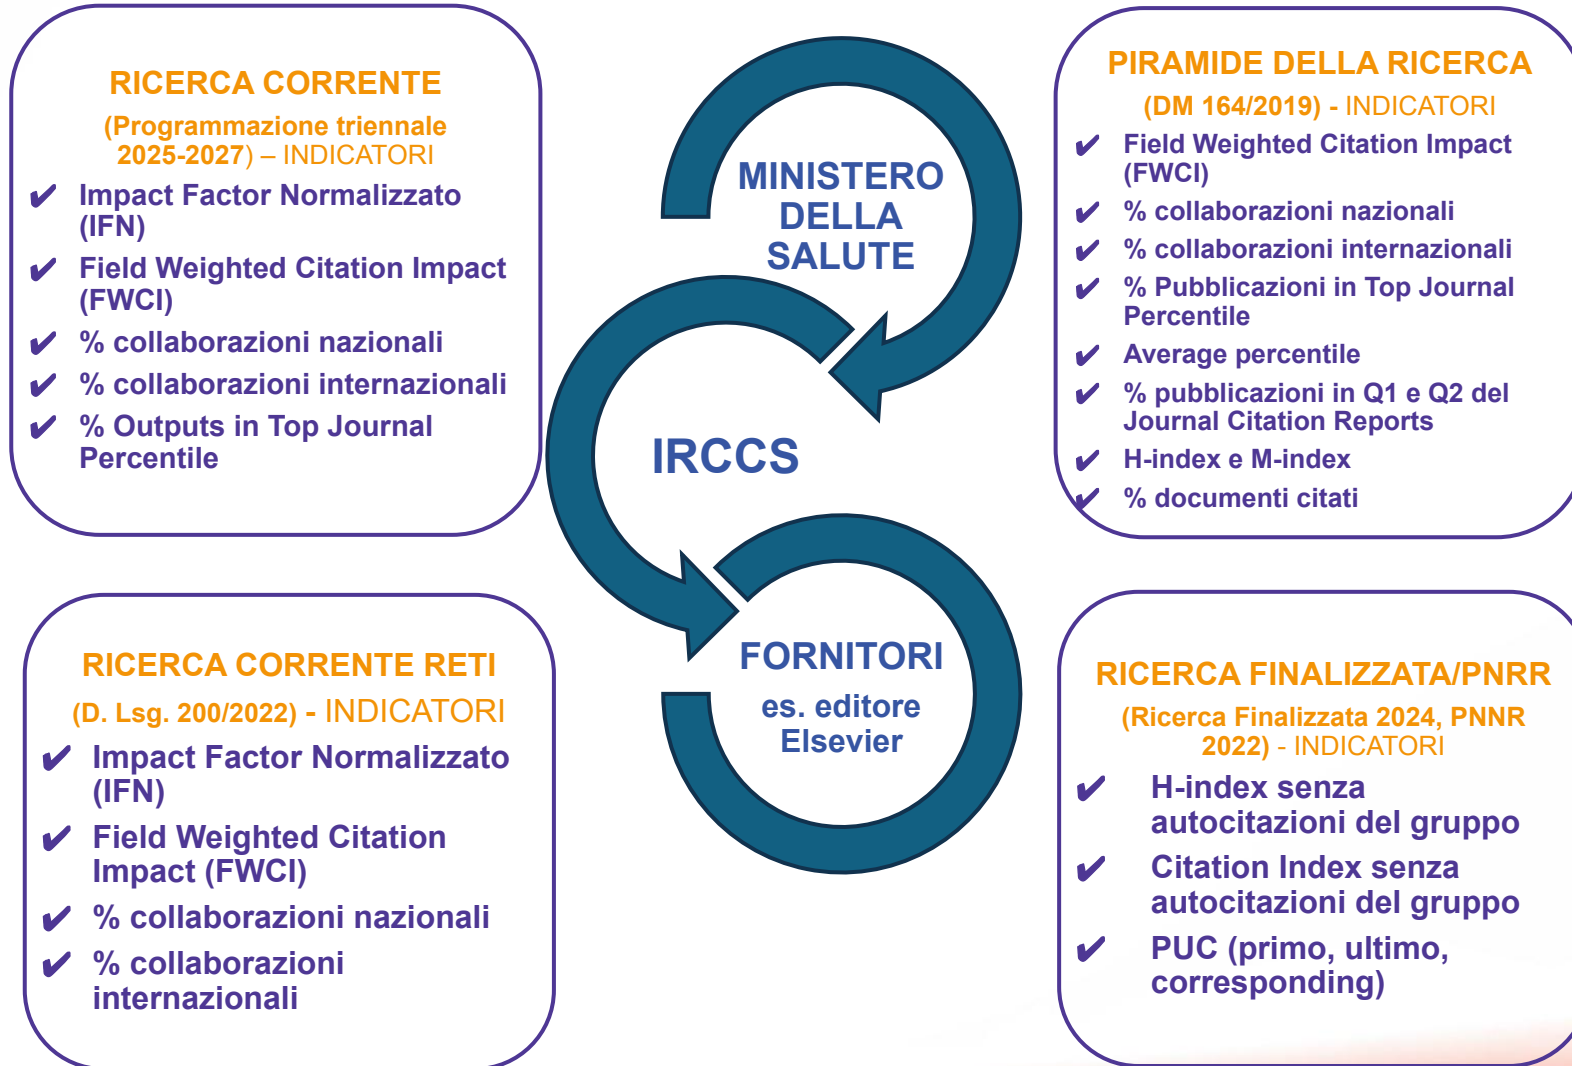 RICERCA CORRENTE
(Programmazione triennale
2025-2027) – INDICATORI
✔ Impact Factor Normalizzato
(IFN)
✔ Field Weighted Citation Impact
(FWCI)
✔ % collaborazioni nazionali
✔ % collaborazioni internazionali
✔ % Outputs in Top Journal
Percentile
MINISTERO
DELLA
SALUTE
IRCCS
FORNITORI
es. editore
Elsevier
PIRAMIDE DELLA RICERCA
(DM 164/2019) - INDICATORI
✔ Field Weighted Citation Impact
(FWCI)
✔ % collaborazioni nazionali
✔ % collaborazioni internazionali
✔ % Pubblicazioni in Top Journal
Percentile
✔ Average percentile
✔ % pubblicazioni in Q1 e Q2 del
Journal Citation Reports
✔ H-index e M-index
✔ % documenti citati
RICERCA CORRENTE RETI
(D. Lsg. 200/2022) - INDICATORI
✔ Impact Factor Normalizzato
(IFN)
✔ Field Weighted Citation
Impact (FWCI)
✔ % collaborazioni nazionali
✔ % collaborazioni
internazionali
RICERCA FINALIZZATA/PNRR
(Ricerca Finalizzata 2024, PNNR
2022) - INDICATORI
✔ H-index senza
autocitazioni del gruppo
✔ Citation Index senza
autocitazioni del gruppo
✔ PUC (primo, ultimo,
corresponding)